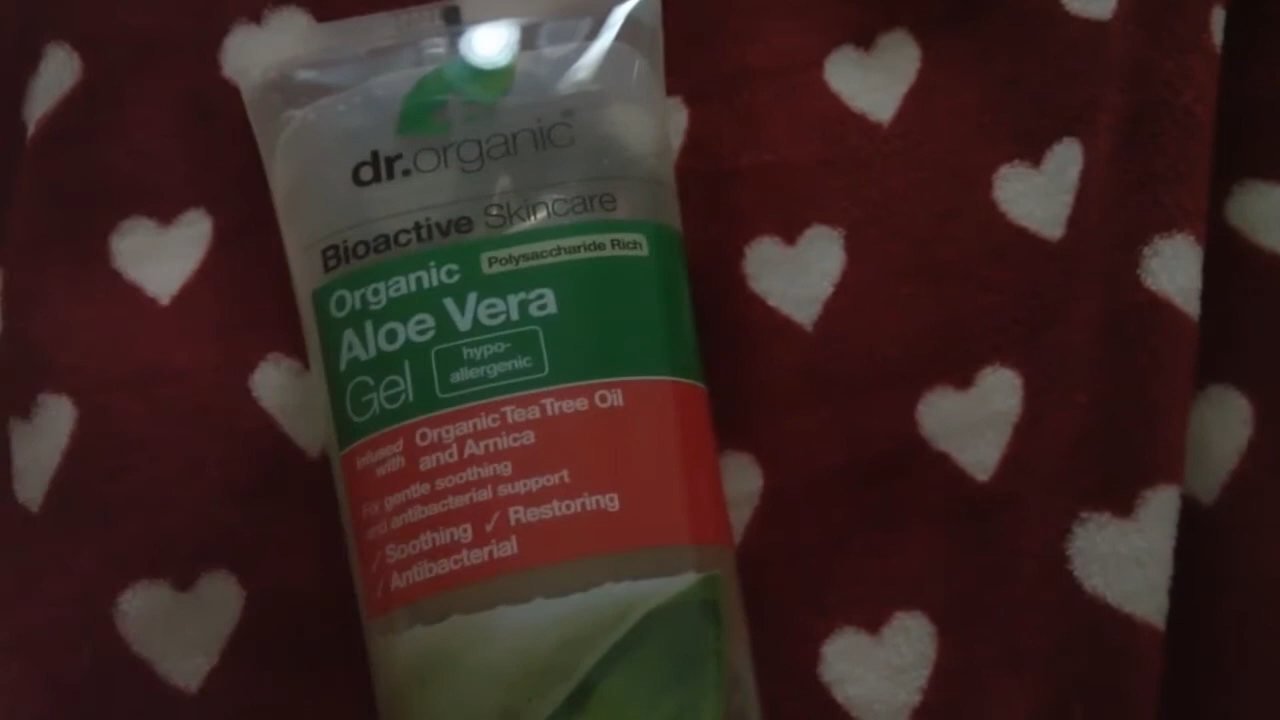 dr.organic
Bioactive Skincare
Organic Polysaccharide Rich
Aloe Vera
Gel hypo-
allergenic
Infused with Organic Tea Tree Oil
and Arnica
For gentle soothing
and antibacterial support
✓ Soothing ✓ Restoring
✓ Antibacterial